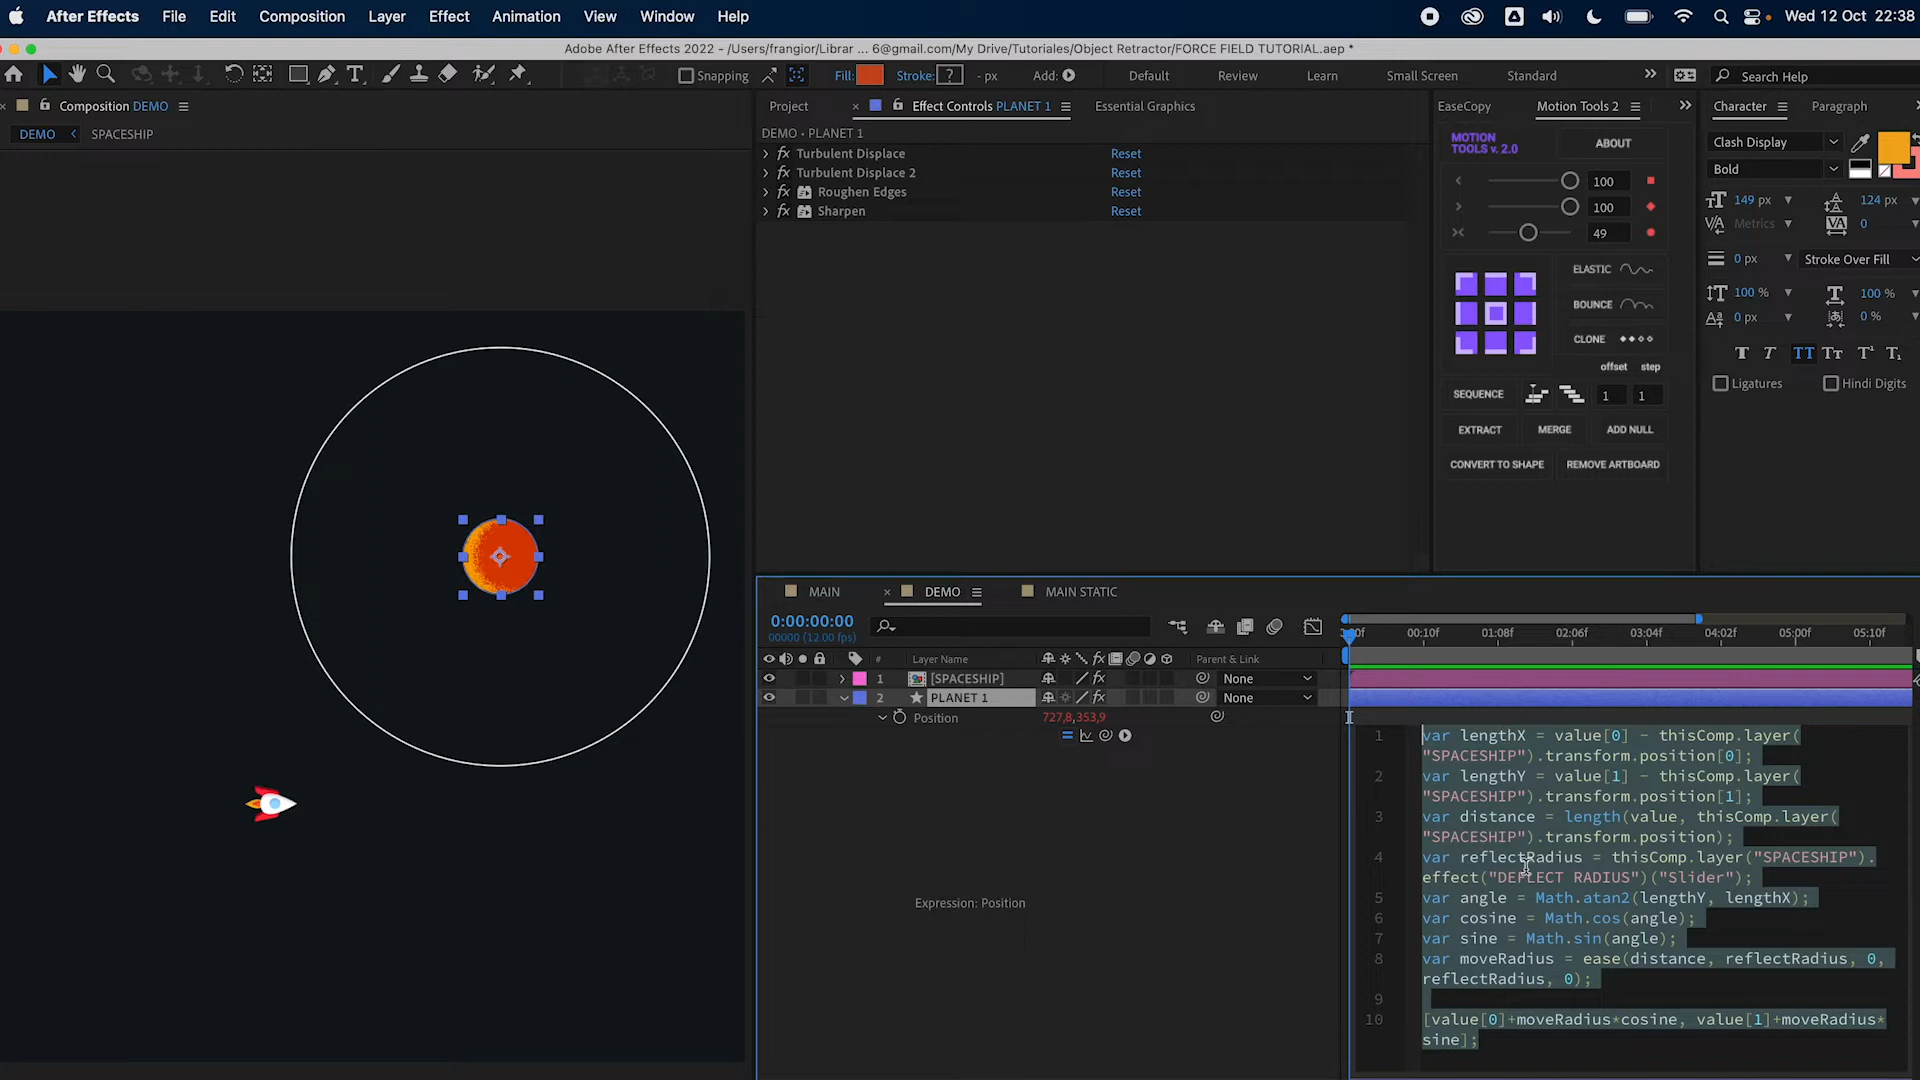 After Effects File Edit Composition Layer Effect Animation View Window Help Wed 12 Oct 22:38
Adobe After Effects 2022 - /Users/frangior/Librar ... 6@gmail.com/My Drive/Tutoriales/Object Retractor/FORCE FIELD TUTORIAL.aep *
Snapping Fill: Stroke: ? - px Add: Default Review Learn Small Screen Standard Search Help
Composition DEMO
Project Effect Controls PLANET 1 Essential Graphics
EaseCopy Motion Tools 2 Character Paragraph
DEMO SPACESHIP
DEMO • PLANET 1
Turbulent Displace Reset
Turbulent Displace 2 Reset
Roughen Edges Reset
Sharpen Reset
MOTION
TOOLS v. 2.0
ABOUT
100
100
49
ELASTIC
BOUNCE
CLONE
offset step
SEQUENCE 1 1
EXTRACT MERGE ADD NULL
CONVERT TO SHAPE REMOVE ARTBOARD
Clash Display
Bold
149 px 124 px
Metrics 0
0 px Stroke Over Fill
100 % 100 %
0 px 0 %
T T TT Tt T¹ T₁
Ligatures Hindi Digits
MAIN DEMO MAIN STATIC
0:00:00:00
00000 (12.00 fps)
00f 00:10f 01:08f 02:06f 03:04f 04:02f 05:00f 05:10f
# Layer Name Parent & Link
1 [SPACESHIP] None
2 PLANET 1 None
Position 727,8,353,9
Expression: Position
1 var lengthX = value[0] - thisComp.layer(
"SPACESHIP").transform.position[0];
2 var lengthY = value[1] - thisComp.layer(
"SPACESHIP").transform.position[1];
3 var distance = length(value, thisComp.layer(
"SPACESHIP").transform.position);
4 var reflectRadius = thisComp.layer("SPACESHIP").
effect("DEFLECT RADIUS")("Slider");
5 var angle = Math.atan2(lengthY, lengthX);
6 var cosine = Math.cos(angle);
7 var sine = Math.sin(angle);
8 var moveRadius = ease(distance, reflectRadius, 0,
reflectRadius, 0);
9
10 [value[0]+moveRadius*cosine, value[1]+moveRadius*
sine];